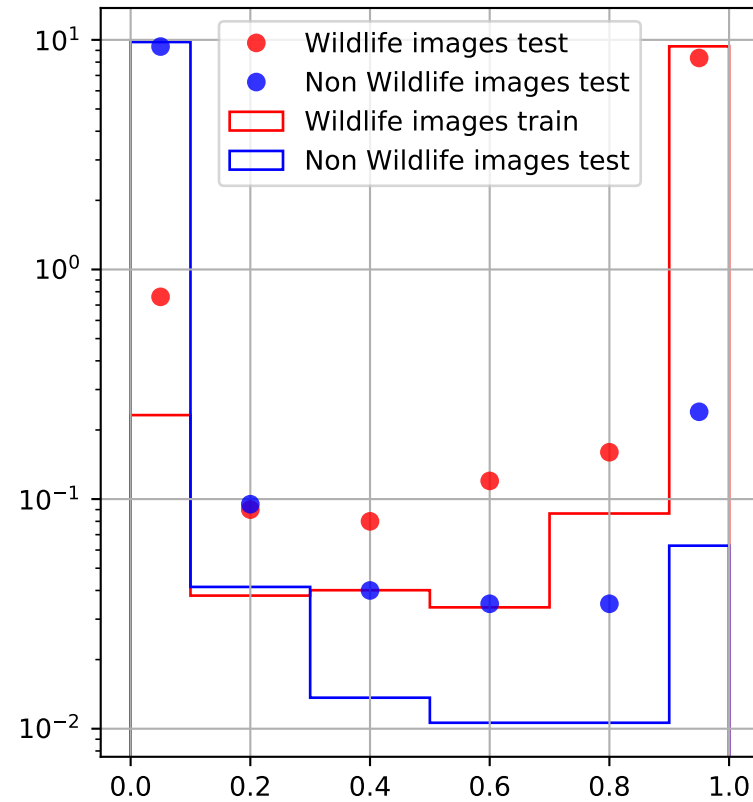 Wildlife images test
Non Wildlife images test
Wildlife images train
Non Wildlife images test
10¹
10⁰
10⁻¹
10⁻²
0.0 0.2 0.4 0.6 0.8 1.0